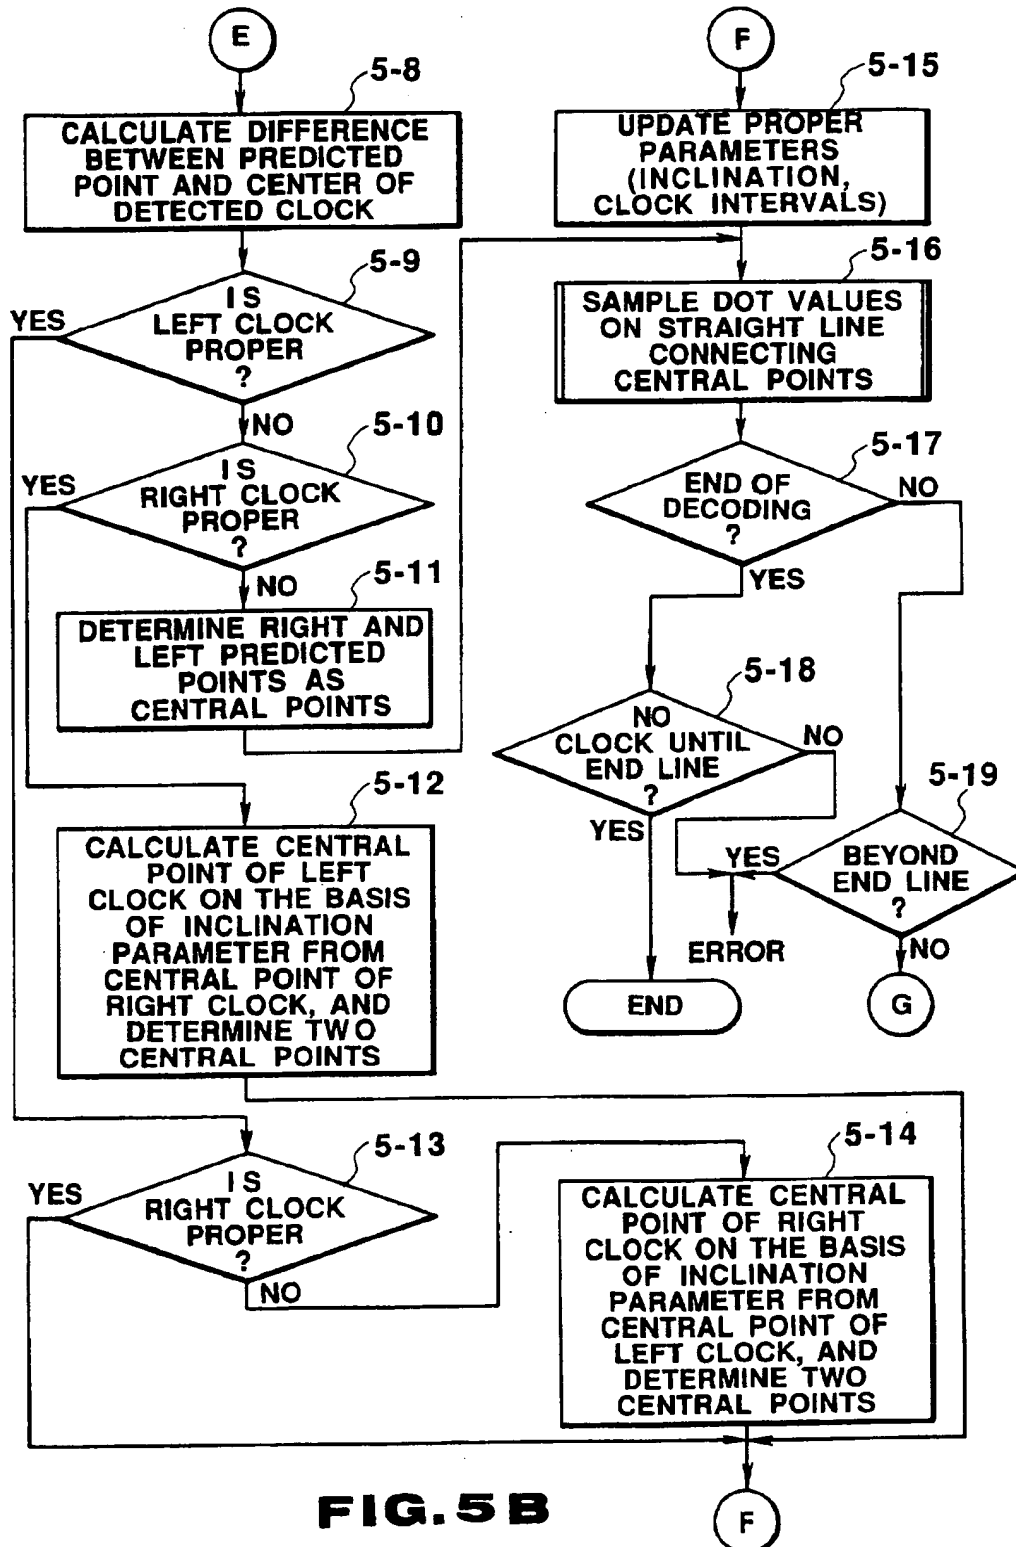 E
5-8
CALCULATE DIFFERENCE
BETWEEN PREDICTED
POINT AND CENTER OF
DETECTED CLOCK
5-9
IS
LEFT CLOCK
PROPER
?
YES
NO
5-10
IS
RIGHT CLOCK
PROPER
?
YES
NO
5-11
DETERMINE RIGHT AND
LEFT PREDICTED
POINTS AS
CENTRAL POINTS
5-12
CALCULATE CENTRAL
POINT OF LEFT
CLOCK ON THE BASIS
OF INCLINATION
PARAMETER FROM
CENTRAL POINT OF
RIGHT CLOCK, AND
DETERMINE TWO
CENTRAL POINTS
5-13
IS
RIGHT CLOCK
PROPER
?
YES
NO
5-14
CALCULATE CENTRAL
POINT OF RIGHT
CLOCK ON THE BASIS
OF INCLINATION
PARAMETER FROM
CENTRAL POINT OF
LEFT CLOCK, AND
DETERMINE TWO
CENTRAL POINTS
F
F
5-15
UPDATE PROPER
PARAMETERS
(INCLINATION,
CLOCK INTERVALS)
5-16
SAMPLE DOT VALUES
ON STRAIGHT LINE
CONNECTING
CENTRAL POINTS
5-17
END OF
DECODING
?
NO
YES
5-18
NO
CLOCK UNTIL
END LINE
?
NO
YES
5-19
BEYOND
END LINE
?
YES
NO
ERROR
END
G
FIG.5B